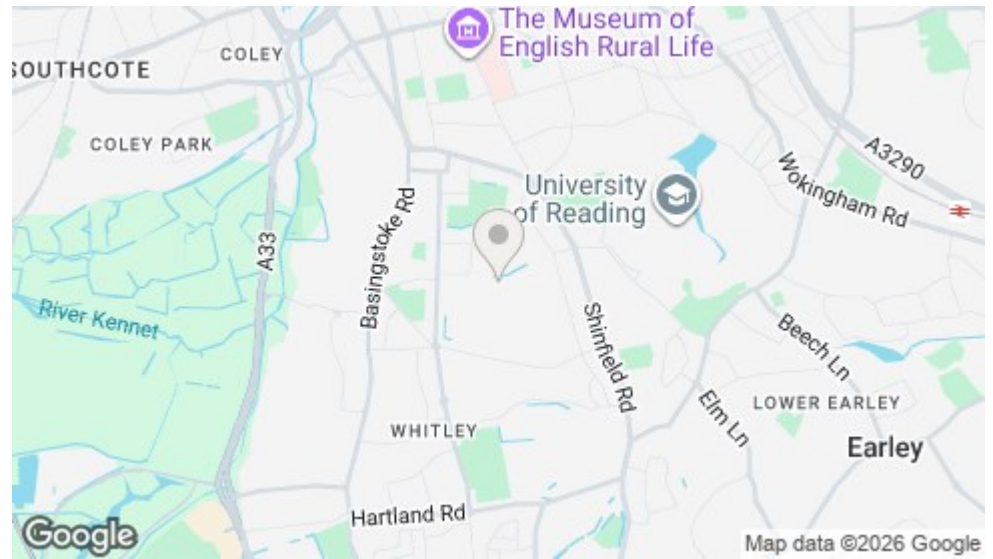 The Museum of
English Rural Life
COLEY
SOUTHCOTE
COLEY PARK
A3290
University
of Reading
Wokingham Rd
Basingstoke Rd
A33
River Kennet
Shinfield Rd
Beech Ln
Elm Ln
LOWER EARLEY
WHITLEY
Earley
Hartland Rd
Google
Map data ©2026 Google